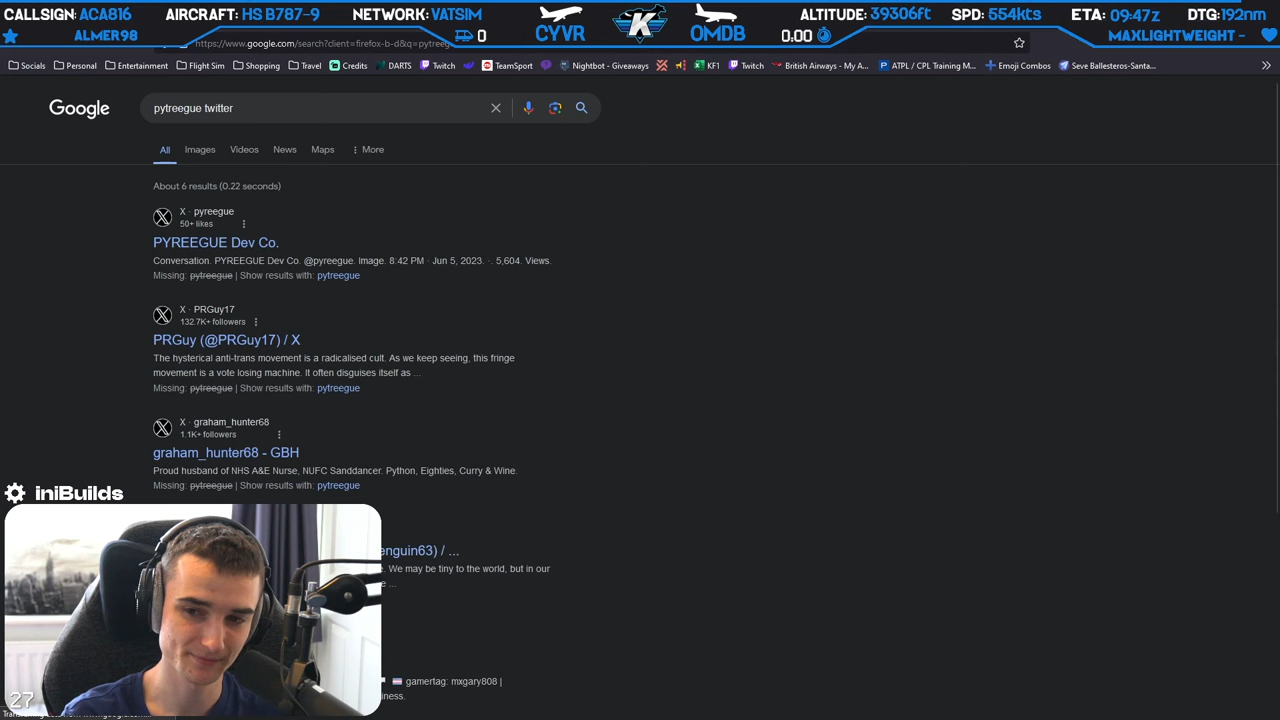 CALLSIGN: ACA816
AIRCRAFT: HS B787-9
NETWORK: VATSIM
ALTITUDE: 39306ft
SPD: 554kts
ETA: 09:47z
DTG: 192nm
ALMER98
0
CYVR
K
OMDB
0.00
MAXLIGHTWEIGHT -
https://www.google.com/search?client=firefox-b-d&q=pytreeg
Socials
Personal
Entertainment
Flight Sim
Shopping
Travel
Credits
DARTS
Twitch
TeamSport
Nightbot - Giveaways
KF1
Twitch
British Airways - My A...
ATPL / CPL Training M...
Emoji Combos
Seve Ballesteros-Santa...
Google
pytreegue twitter
All
Images
Videos
News
Maps
More
About 6 results (0.22 seconds)
X · pyreegue
50+ likes
PYREEGUE Dev Co.
Conversation. PYREEGUE Dev Co. @pyreegue. Image. 8:42 PM · Jun 5, 2023. ·. 5,604. Views.
Missing: pytreegue | Show results with: pytreegue
X · PRGuy17
132.7K+ followers
PRGuy (@PRGuy17) / X
The hysterical anti-trans movement is a radicalised cult. As we keep seeing, this fringe
movement is a vote losing machine. It often disguises itself as ...
Missing: pytreegue | Show results with: pytreegue
X · graham_hunter68
1.1K+ followers
graham_hunter68 - GBH
Proud husband of NHS A&E Nurse, NUFC Sanddancer. Python, Eighties, Curry & Wine.
Missing: pytreegue | Show results with: pytreegue
iniBuilds
enguin63) / ...
. We may be tiny to the world, but in our
e ...
gamertag: mxgary808 |
iness.
27